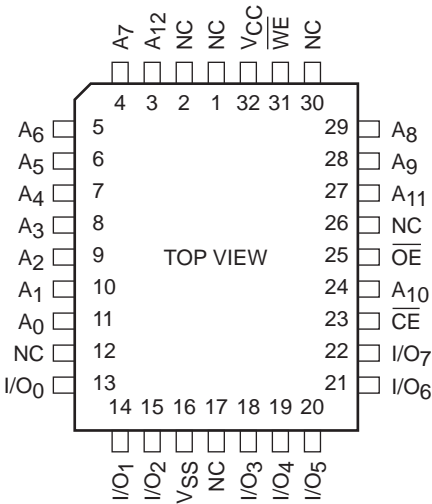 A7 A12 NC NC VCC W̅E̅ NC
4 3 2 1 32 31 30
A6 5 29 A8
A5 6 28 A9
A4 7 27 A11
A3 8 26 NC
A2 9 TOP VIEW 25 O̅E̅
A1 10 24 A10
A0 11 23 C̅E̅
NC 12 22 I/O7
I/O0 13 21 I/O6
14 15 16 17 18 19 20
I/O1 I/O2 VSS NC I/O3 I/O4 I/O5